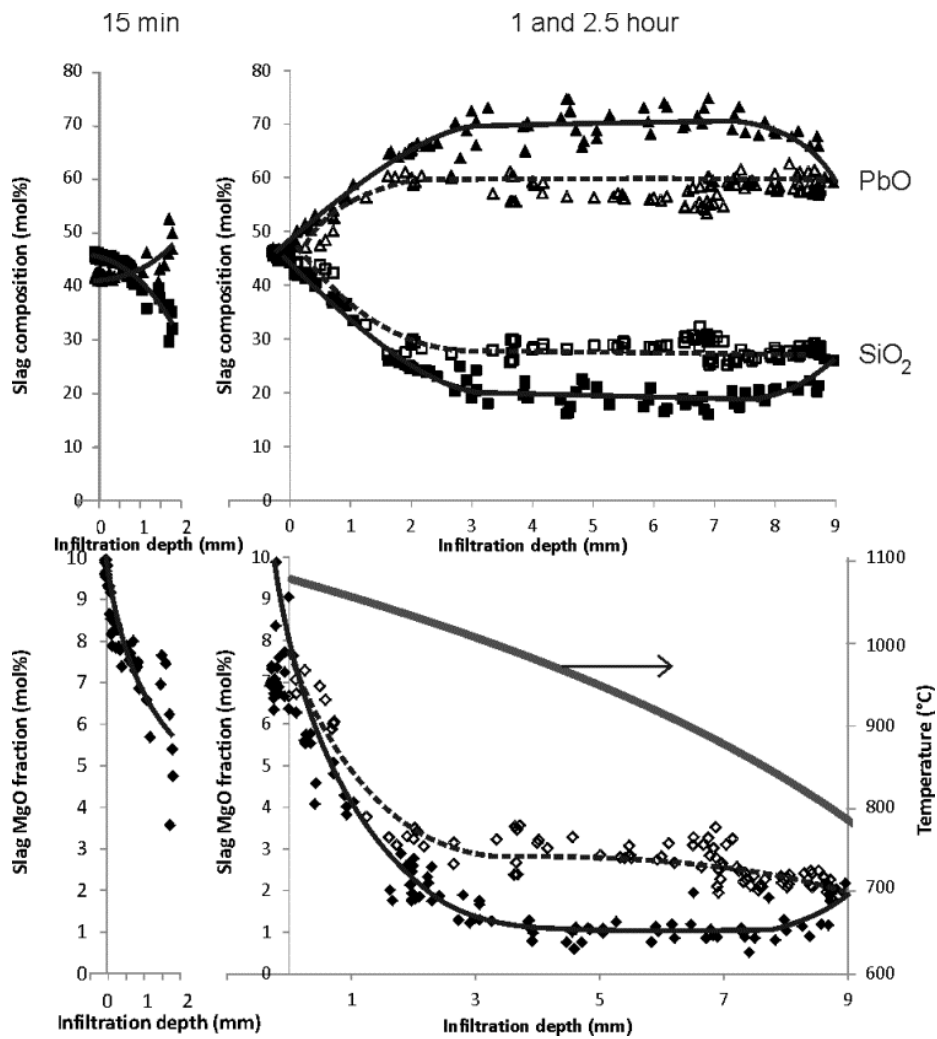 15 min
1 and 2.5 hour
Slag composition (mol%)
80
70
60
50
40
30
20
10
0
0 1 2
Infiltration depth (mm)
Slag composition (mol%)
80
70
60
50
40
30
20
10
0
0 1 2 3 4 5 6 7 8 9
Infiltration depth (mm)
PbO
SiO2
Slag MgO fraction (mol%)
10
9
8
7
6
5
4
3
2
1
0
0 1 2
Infiltration depth (mm)
Slag MgO fraction (mol%)
10
9
8
7
6
5
4
3
2
1
0
1 3 5 7 9
Infiltration depth (mm)
1100
1000
900
800
700
600
Temperature (°C)